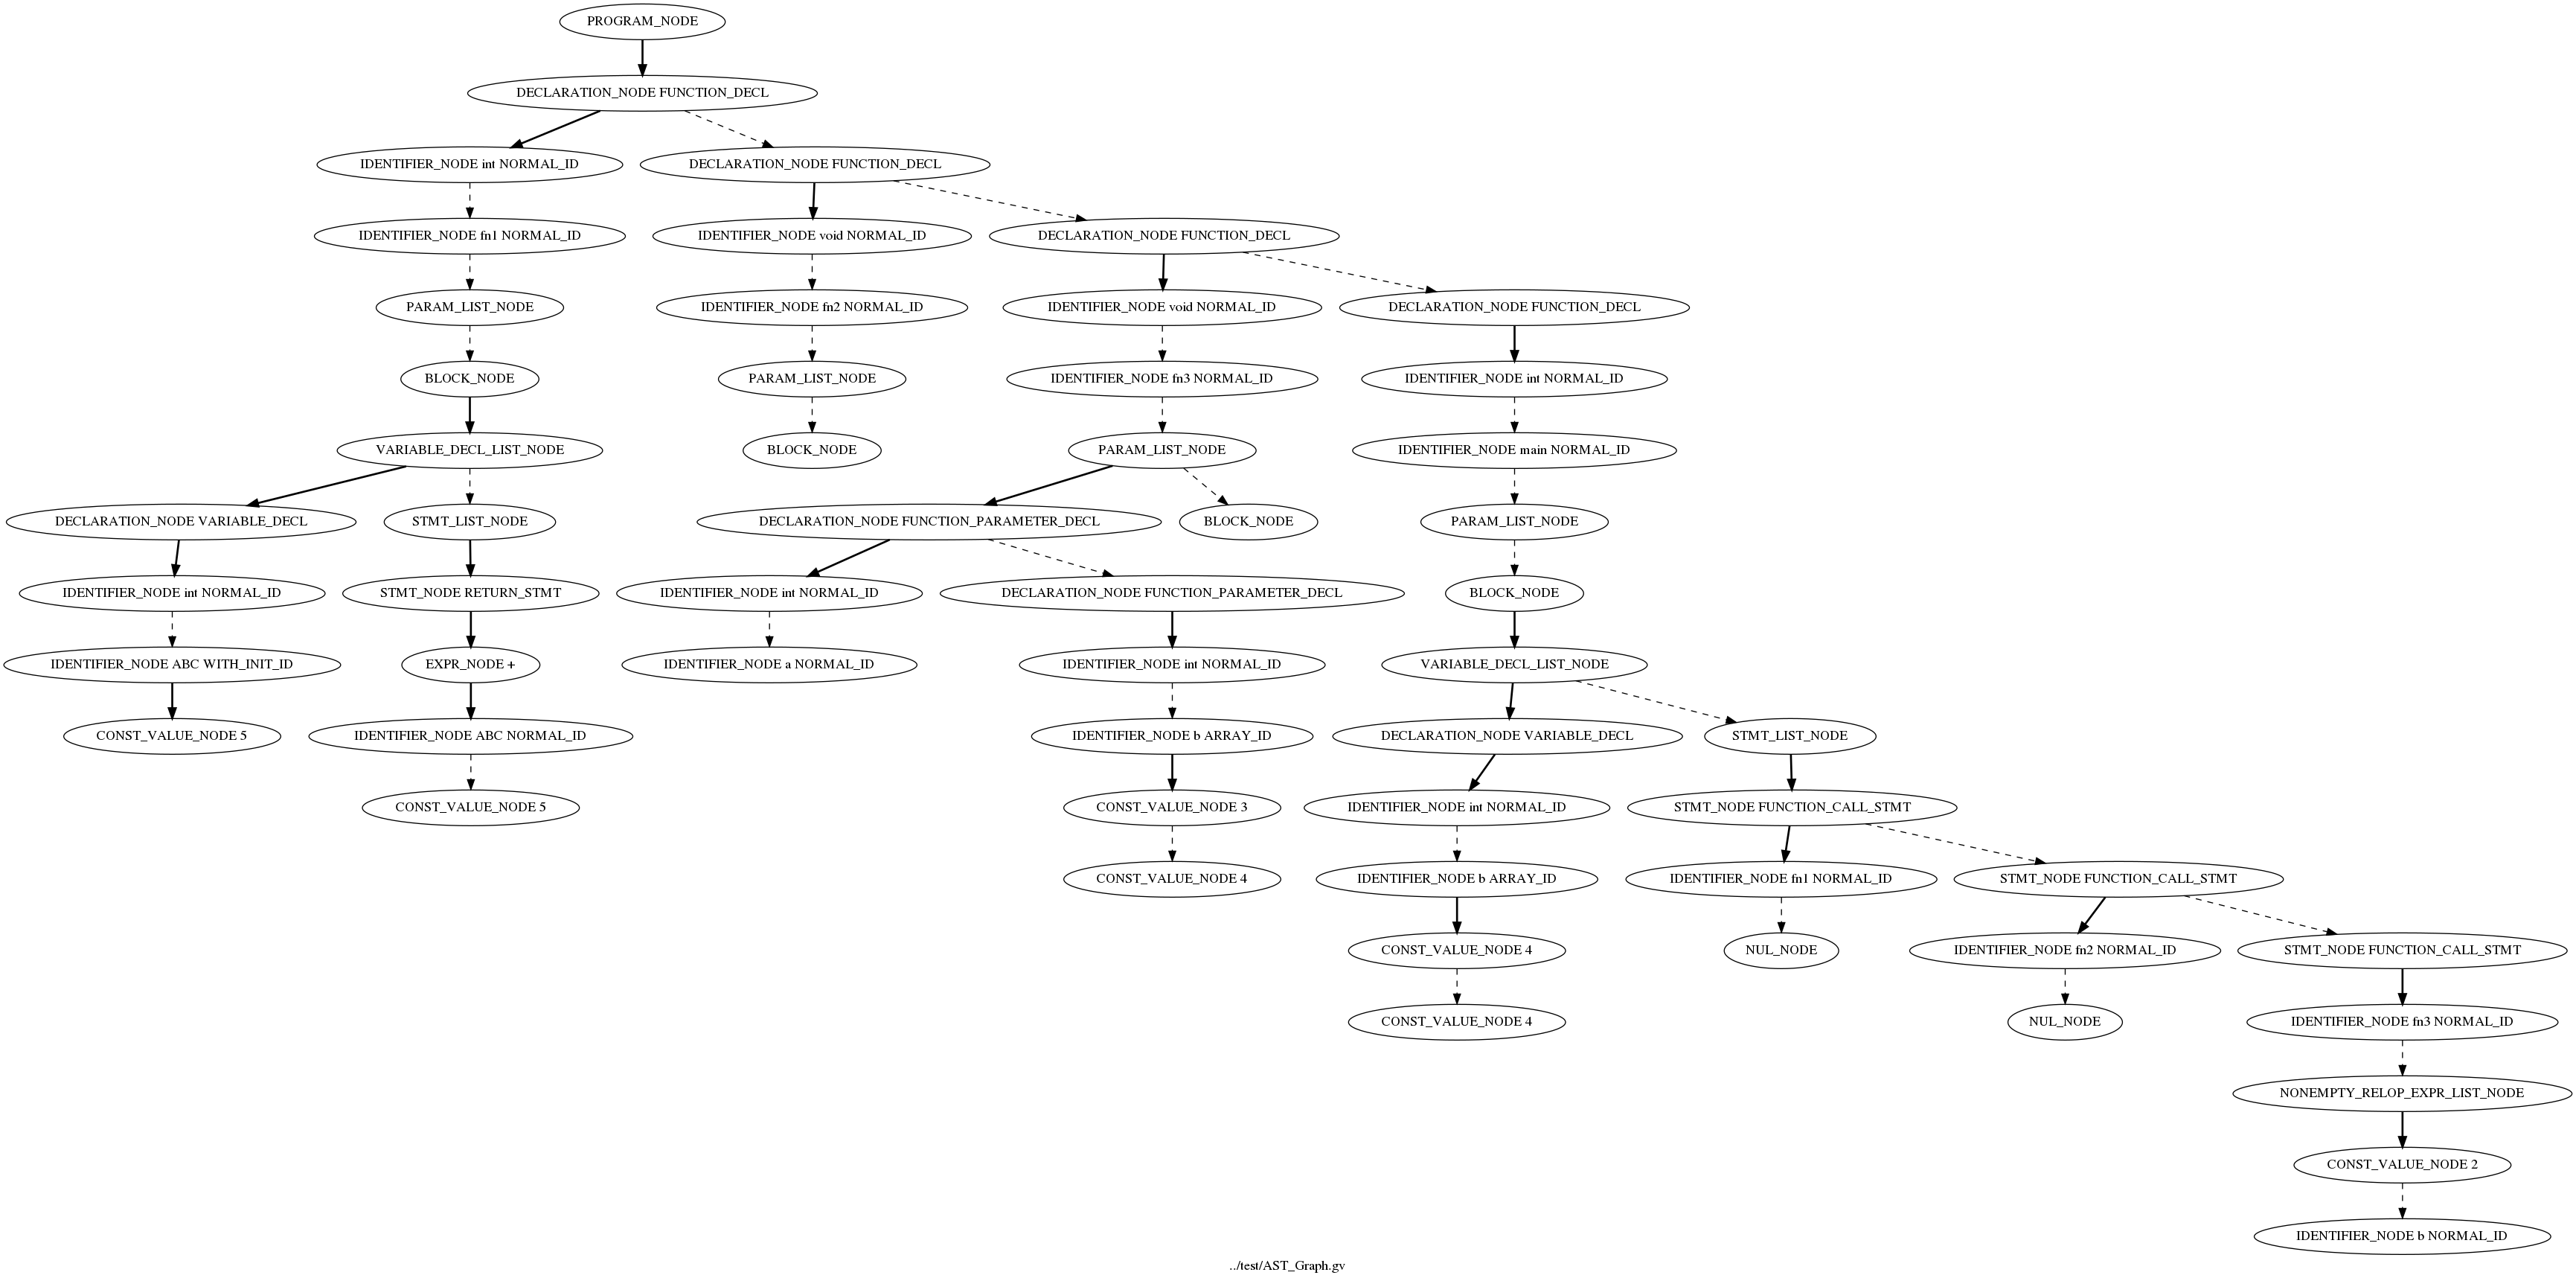 PROGRAM_NODE
DECLARATION_NODE FUNCTION_DECL
IDENTIFIER_NODE int NORMAL_ID
DECLARATION_NODE FUNCTION_DECL
IDENTIFIER_NODE fn1 NORMAL_ID
IDENTIFIER_NODE void NORMAL_ID
DECLARATION_NODE FUNCTION_DECL
PARAM_LIST_NODE
IDENTIFIER_NODE fn2 NORMAL_ID
IDENTIFIER_NODE void NORMAL_ID
DECLARATION_NODE FUNCTION_DECL
BLOCK_NODE
PARAM_LIST_NODE
IDENTIFIER_NODE fn3 NORMAL_ID
IDENTIFIER_NODE int NORMAL_ID
VARIABLE_DECL_LIST_NODE
BLOCK_NODE
PARAM_LIST_NODE
IDENTIFIER_NODE main NORMAL_ID
DECLARATION_NODE VARIABLE_DECL
STMT_LIST_NODE
DECLARATION_NODE FUNCTION_PARAMETER_DECL
BLOCK_NODE
PARAM_LIST_NODE
IDENTIFIER_NODE int NORMAL_ID
STMT_NODE RETURN_STMT
IDENTIFIER_NODE int NORMAL_ID
DECLARATION_NODE FUNCTION_PARAMETER_DECL
BLOCK_NODE
IDENTIFIER_NODE ABC WITH_INIT_ID
EXPR_NODE +
IDENTIFIER_NODE a NORMAL_ID
IDENTIFIER_NODE int NORMAL_ID
VARIABLE_DECL_LIST_NODE
CONST_VALUE_NODE 5
IDENTIFIER_NODE ABC NORMAL_ID
IDENTIFIER_NODE b ARRAY_ID
DECLARATION_NODE VARIABLE_DECL
STMT_LIST_NODE
CONST_VALUE_NODE 5
CONST_VALUE_NODE 3
IDENTIFIER_NODE int NORMAL_ID
STMT_NODE FUNCTION_CALL_STMT
CONST_VALUE_NODE 4
IDENTIFIER_NODE b ARRAY_ID
IDENTIFIER_NODE fn1 NORMAL_ID
STMT_NODE FUNCTION_CALL_STMT
CONST_VALUE_NODE 4
NUL_NODE
IDENTIFIER_NODE fn2 NORMAL_ID
STMT_NODE FUNCTION_CALL_STMT
CONST_VALUE_NODE 4
NUL_NODE
IDENTIFIER_NODE fn3 NORMAL_ID
NONEMPTY_RELOP_EXPR_LIST_NODE
CONST_VALUE_NODE 2
IDENTIFIER_NODE b NORMAL_ID
../test/AST_Graph.gv